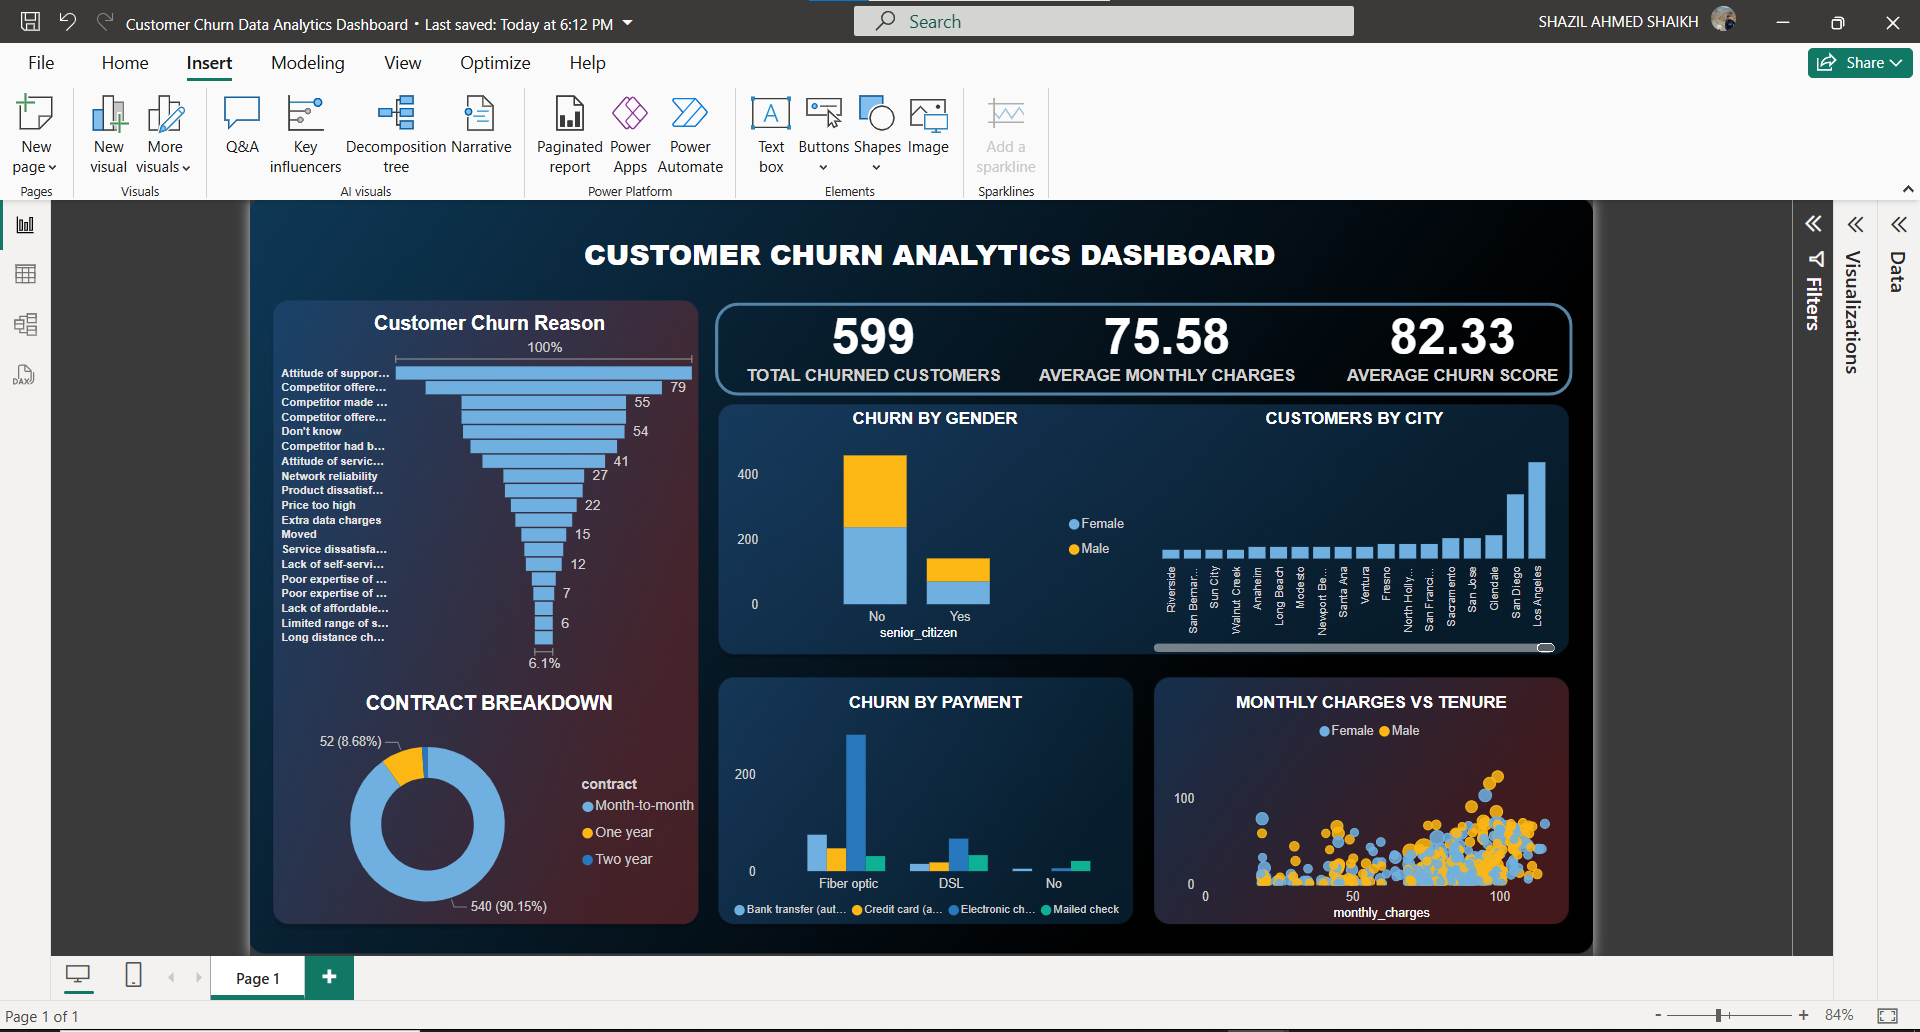 Customer Churn Data Analytics Dashboard • Last saved: Today at 6:12 PM
Search
SHAZIL AHMED SHAIKH
File Home Insert Modeling View Optimize Help
Share
New page
New visual
More visuals
Q&A
Key influencers
Decomposition tree
Narrative
Paginated report
Power Apps
Power Automate
Text box
Buttons
Shapes
Image
Add a sparkline
Pages
Visuals
AI visuals
Power Platform
Elements
Sparklines
DAX
Filters
Visualizations
Data
CUSTOMER CHURN ANALYTICS DASHBOARD
Customer Churn Reason
100%
Attitude of suppor...
Competitor offere... 79
Competitor made ... 55
Competitor offere...
Don't know 54
Competitor had b...
Attitude of servic... 41
Network reliability 27
Product dissatisf...
Price too high 22
Extra data charges
Moved 15
Service dissatisfa...
Lack of self-servi... 12
Poor expertise of ...
Poor expertise of ... 7
Lack of affordable...
Limited range of s... 6
Long distance ch...
6.1%
CONTRACT BREAKDOWN
52 (8.68%)
540 (90.15%)
contract
Month-to-month
One year
Two year
599
TOTAL CHURNED CUSTOMERS
75.58
AVERAGE MONTHLY CHARGES
82.33
AVERAGE CHURN SCORE
CHURN BY GENDER
400
200
0
No
Yes
senior_citizen
Female
Male
CUSTOMERS BY CITY
Riverside
San Bernar...
Sun City
Walnut Creek
Anaheim
Long Beach
Modesto
Newport Be...
Santa Ana
Ventura
Fresno
North Holly...
San Franci...
Sacramento
San Jose
Glendale
San Diego
Los Angeles
CHURN BY PAYMENT
200
0
Fiber optic
DSL
No
Bank transfer (aut...
Credit card (a...
Electronic ch...
Mailed check
MONTHLY CHARGES VS TENURE
Female
Male
100
0
0
50
100
monthly_charges
Page 1
+
Page 1 of 1
- + 84%